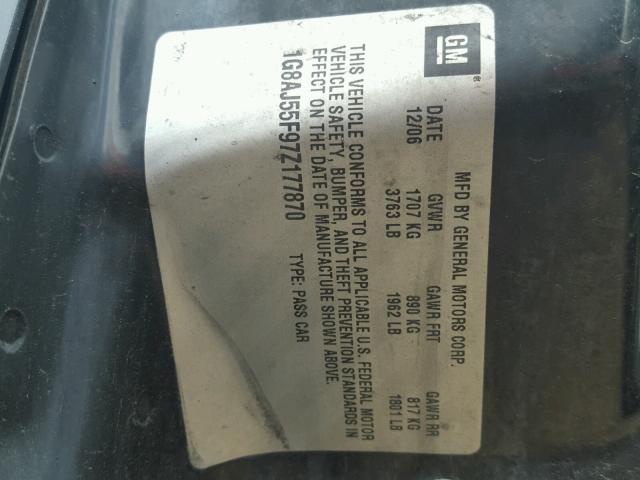 GM
MFD BY GENERAL MOTORS CORP.
DATE GVWR GAWR FRT GAWR RR
12/06 1707 KG 890 KG 817 KG
3763 LB 1962 LB 1801 LB
THIS VEHICLE CONFORMS TO ALL APPLICABLE U.S. FEDERAL MOTOR
VEHICLE SAFETY, BUMPER, AND THEFT PREVENTION STANDARDS IN
EFFECT ON THE DATE OF MANUFACTURE SHOWN ABOVE.
1G8AJ55F97Z177870 TYPE: PASS CAR